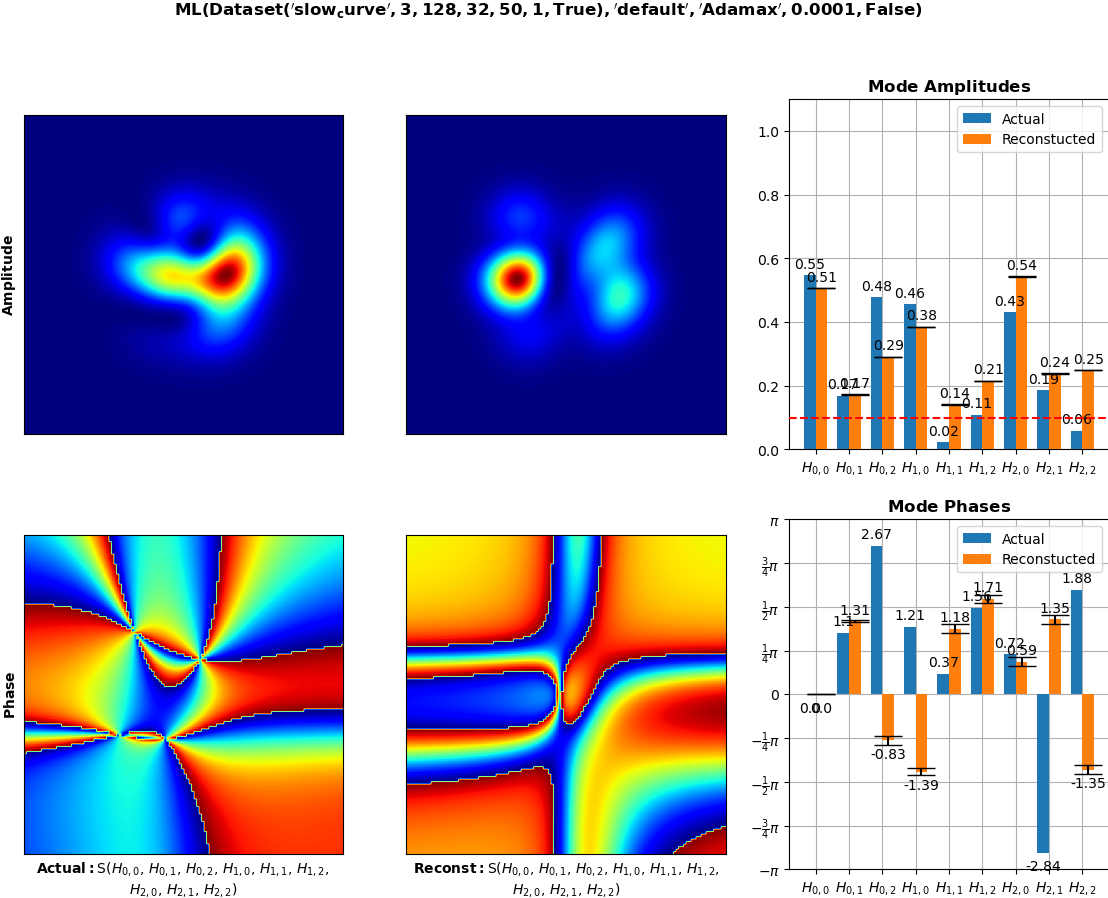 ML(Dataset('slow_curve', 3, 128, 32, 50, 1, True), 'default', 'Adamax', 0.0001, False)
Amplitude
Mode Amplitudes
Actual
Reconstucted
1.0
0.8
0.6
0.4
0.2
0.0
0.55
0.51
0.17
0.17
0.48
0.29
0.46
0.38
0.02
0.14
0.11
0.21
0.43
0.54
0.19
0.24
0.06
0.25
H0,0 H0,1 H0,2 H1,0 H1,1 H1,2 H2,0 H2,1 H2,2
Phase
Actual: S(H0,0, H0,1, H0,2, H1,0, H1,1, H1,2,
H2,0, H2,1, H2,2)
Reconst: S(H0,0, H0,1, H0,2, H1,0, H1,1, H1,2,
H2,0, H2,1, H2,2)
Mode Phases
Actual
Reconstucted
π
3/4π
1/2π
1/4π
0
−1/4π
−1/2π
−3/4π
−π
0.0
0.0
1.31
2.67
-0.83
1.21
-1.39
0.37
1.18
1.71
0.72
0.59
-2.84
1.35
1.88
-1.35
H0,0 H0,1 H0,2 H1,0 H1,1 H1,2 H2,0 H2,1 H2,2